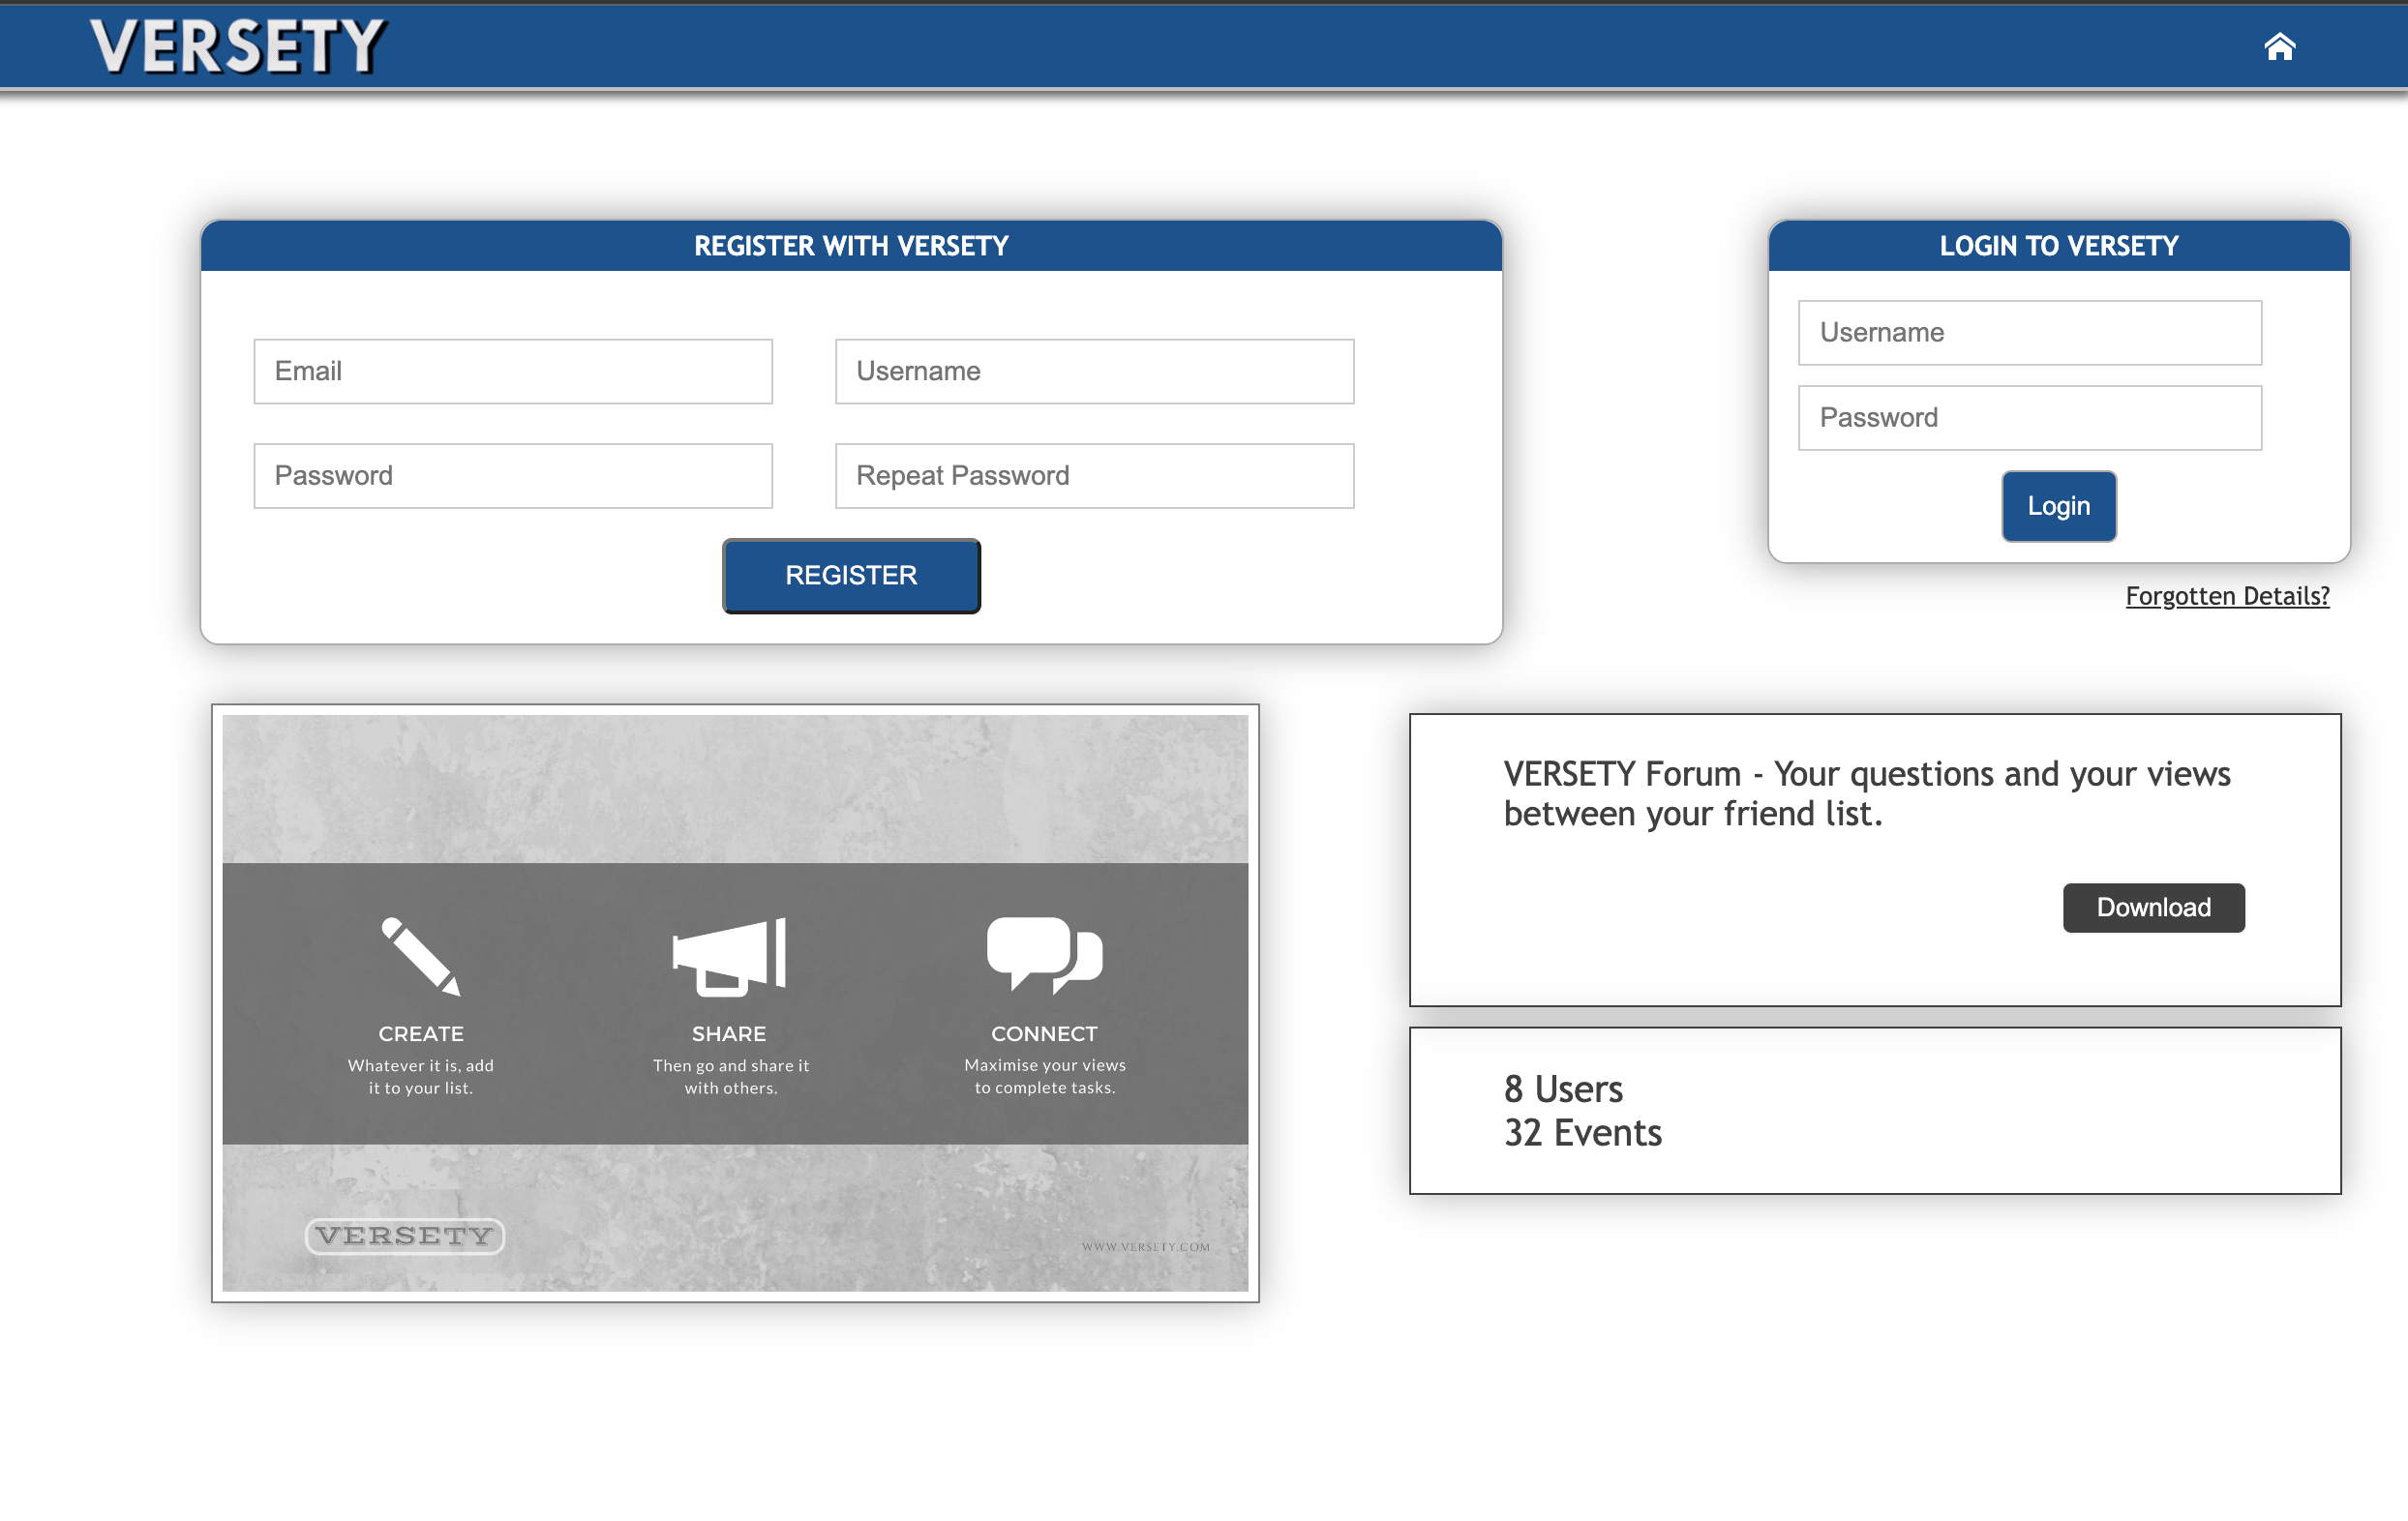 VERSETY
REGISTER WITH VERSETY
Email
Username
Password
Repeat Password
REGISTER
LOGIN TO VERSETY
Username
Password
Login
Forgotten Details?
CREATE
Whatever it is, add
it to your list.
SHARE
Then go and share it
with others.
CONNECT
Maximise your views
to complete tasks.
VERSETY
WWW.VERSETY.COM
VERSETY Forum - Your questions and your views
between your friend list.
Download
8 Users
32 Events